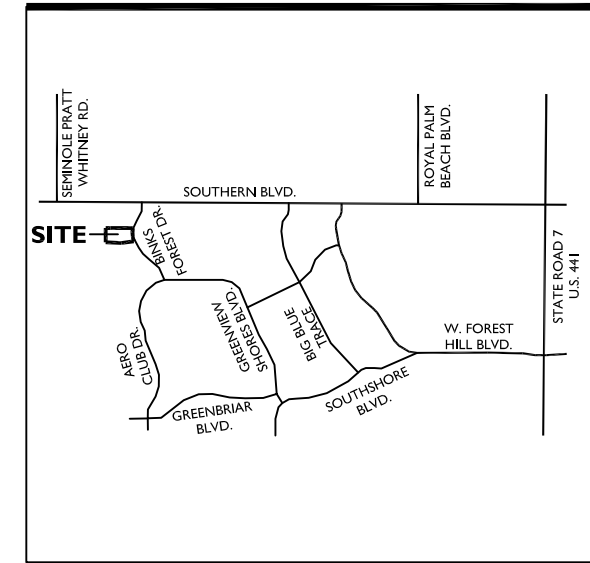 SEMINOLE PRATT
WHITNEY RD.
ROYAL PALM
BEACH BLVD.
SOUTHERN BLVD.
SITE
BINKS
FOREST DR.
STATE ROAD 7
U.S. 441
GREENVIEW
SHORES BLVD.
BIG BLUE
TRACE
W. FOREST
HILL BLVD.
AERO
CLUB DR.
SOUTHSHORE
BLVD.
GREENBRIAR
BLVD.